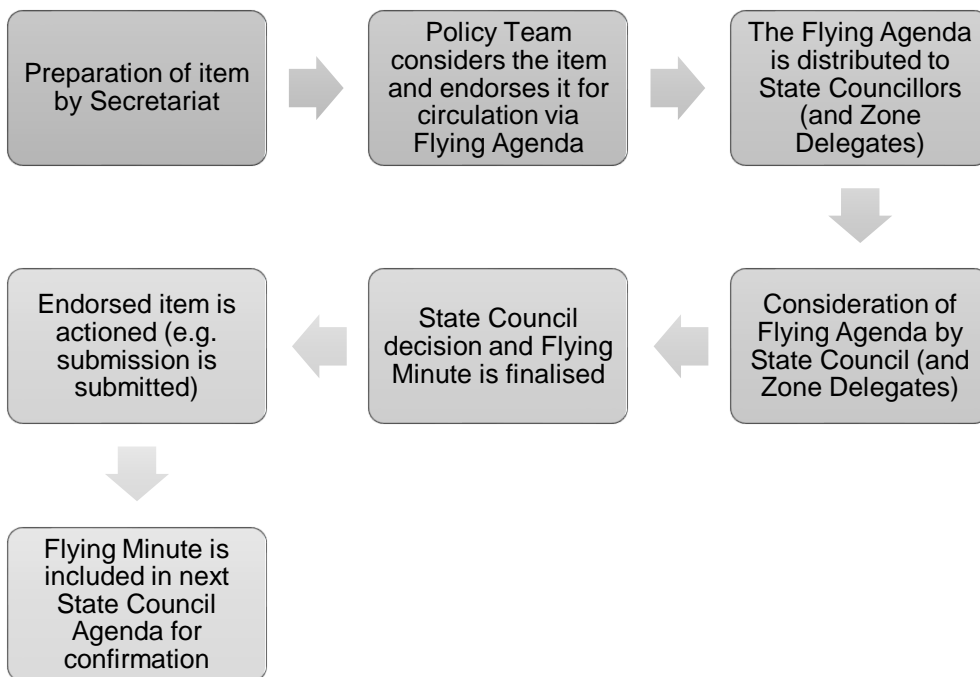 Preparation of item
by Secretariat
Policy Team
considers the item
and endorses it for
circulation via
Flying Agenda
The Flying Agenda
is distributed to
State Councillors
(and Zone
Delegates)
Consideration of
Flying Agenda by
State Council (and
Zone Delegates)
State Council
decision and Flying
Minute is finalised
Endorsed item is
actioned (e.g.
submission is
submitted)
Flying Minute is
included in next
State Council
Agenda for
confirmation